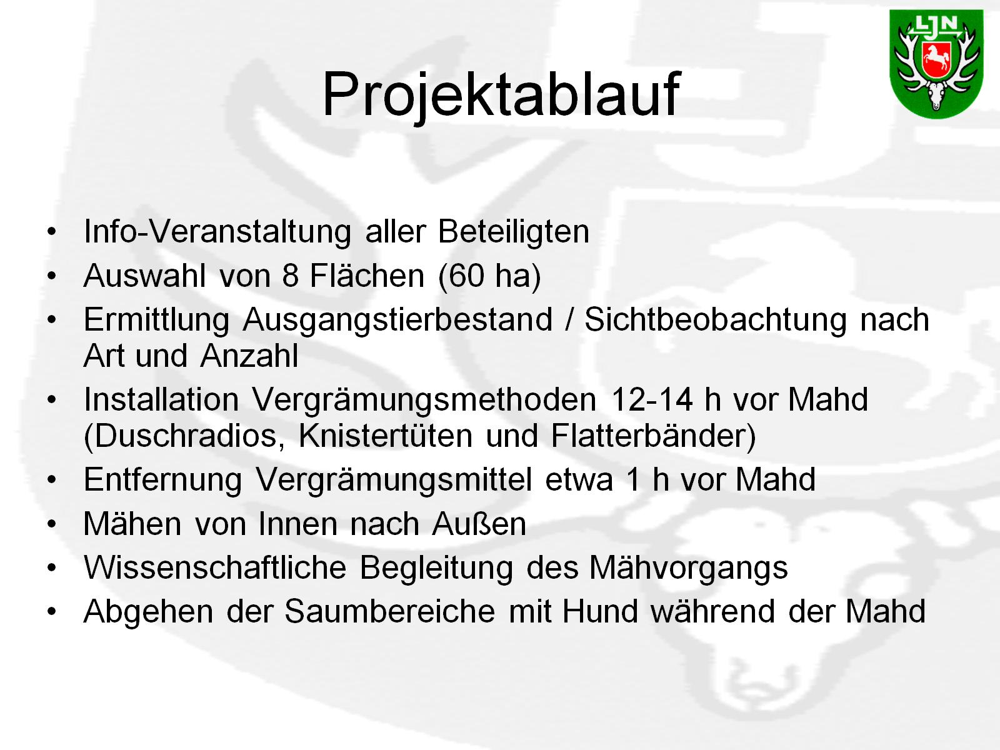 LJN
Projektablauf
• Info-Veranstaltung aller Beteiligten
• Auswahl von 8 Flächen (60 ha)
• Ermittlung Ausgangstierbestand / Sichtbeobachtung nach
Art und Anzahl
• Installation Vergrämungsmethoden 12-14 h vor Mahd
(Duschradios, Knistertüten und Flatterbänder)
• Entfernung Vergrämungsmittel etwa 1 h vor Mahd
• Mähen von Innen nach Außen
• Wissenschaftliche Begleitung des Mähvorgangs
• Abgehen der Saumbereiche mit Hund während der Mahd